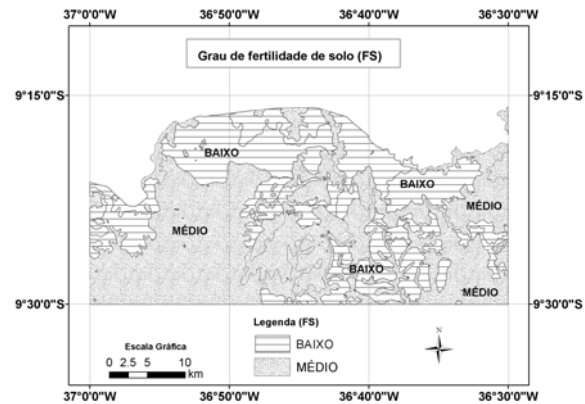 37°0'0"W 36°50'0"W 36°40'0"W 36°30'0"W
Grau de fertilidade de solo (FS)
9°15'0"S 9°15'0"S
BAIXO
BAIXO
MÉDIO
MÉDIO
BAIXO
MÉDIO
9°30'0"S 9°30'0"S
Legenda (FS)
BAIXO
MÉDIO
Escala Gráfica
0 2.5 5 10
km
N
37°0'0"W 36°50'0"W 36°40'0"W 36°30'0"W